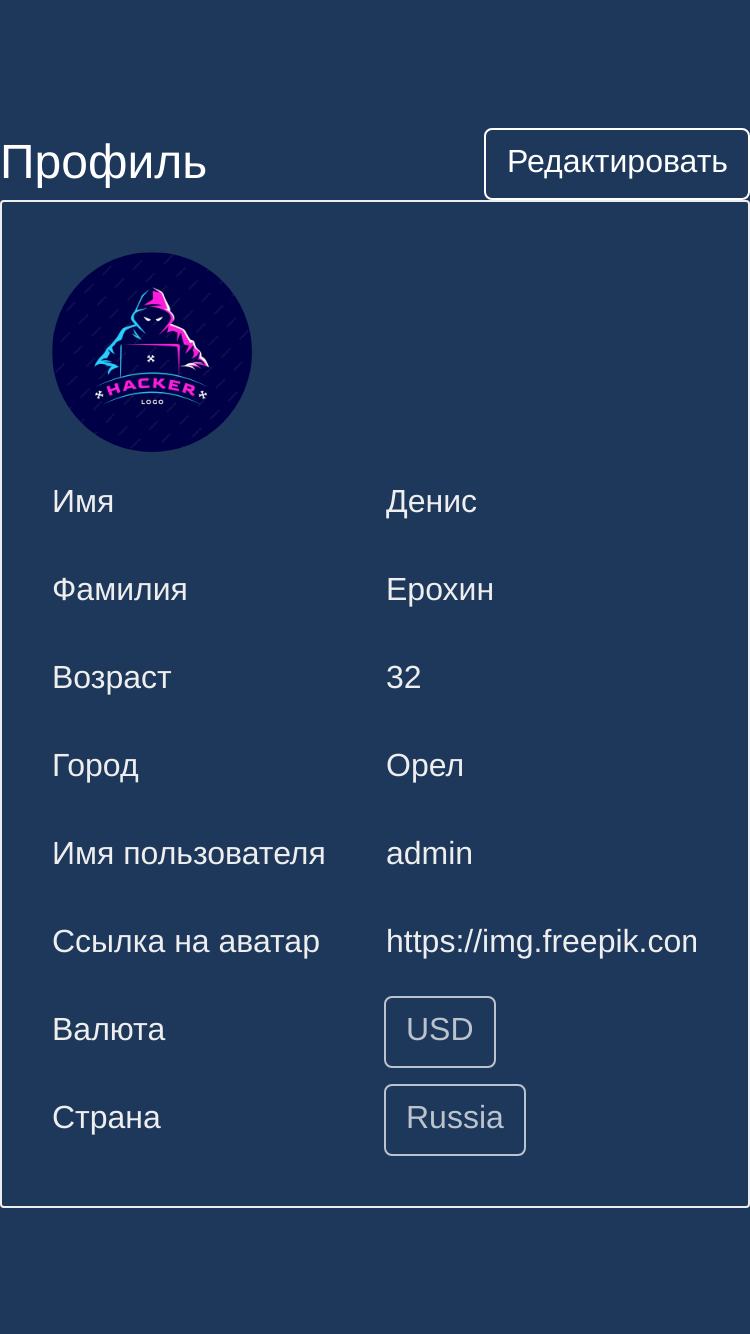 Профиль
Редактировать
HACKER
LOGO
Имя Денис
Фамилия Ерохин
Возраст 32
Город Орел
Имя пользователя admin
Ссылка на аватар https://img.freepik.con
Валюта USD
Страна Russia